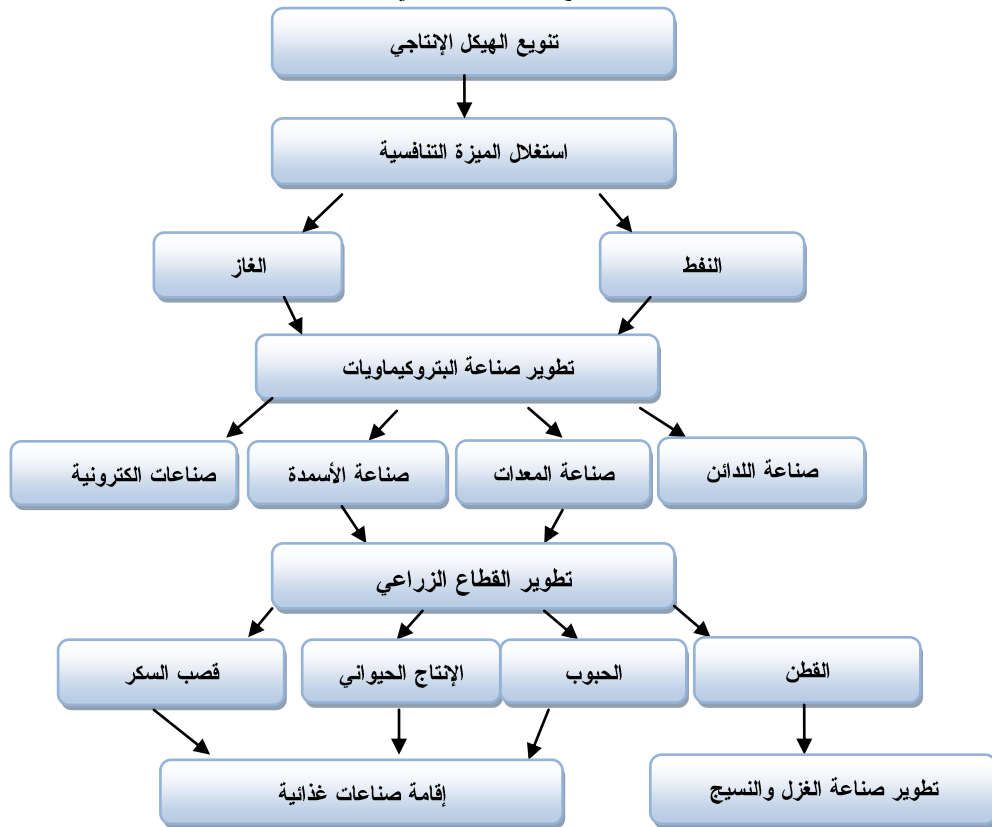 تنويع الهيكل الإنتاجي
استغلال الميزة التنافسية
النفط
الغاز
تطوير صناعة البتروكيماويات
صناعة اللدائن
صناعة المعدات
صناعة الأسمدة
صناعات الكترونية
تطوير القطاع الزراعي
القطن
الحبوب
الإنتاج الحيواني
قصب السكر
تطوير صناعة الغزل والنسيج
إقامة صناعات غذائية